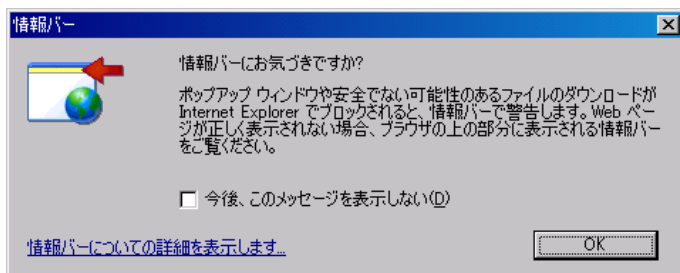 情報バー
情報バーにお気づきですか?
ポップアップ ウィンドウや安全でない可能性のあるファイルのダウンロードが
Internet Explorer でブロックされると、情報バーで警告します。Web ペー
ジが正しく表示されない場合、ブラウザの上の部分に表示される情報バー
をご覧ください。
今後、このメッセージを表示しない(D)
情報バーについての詳細を表示します...
OK